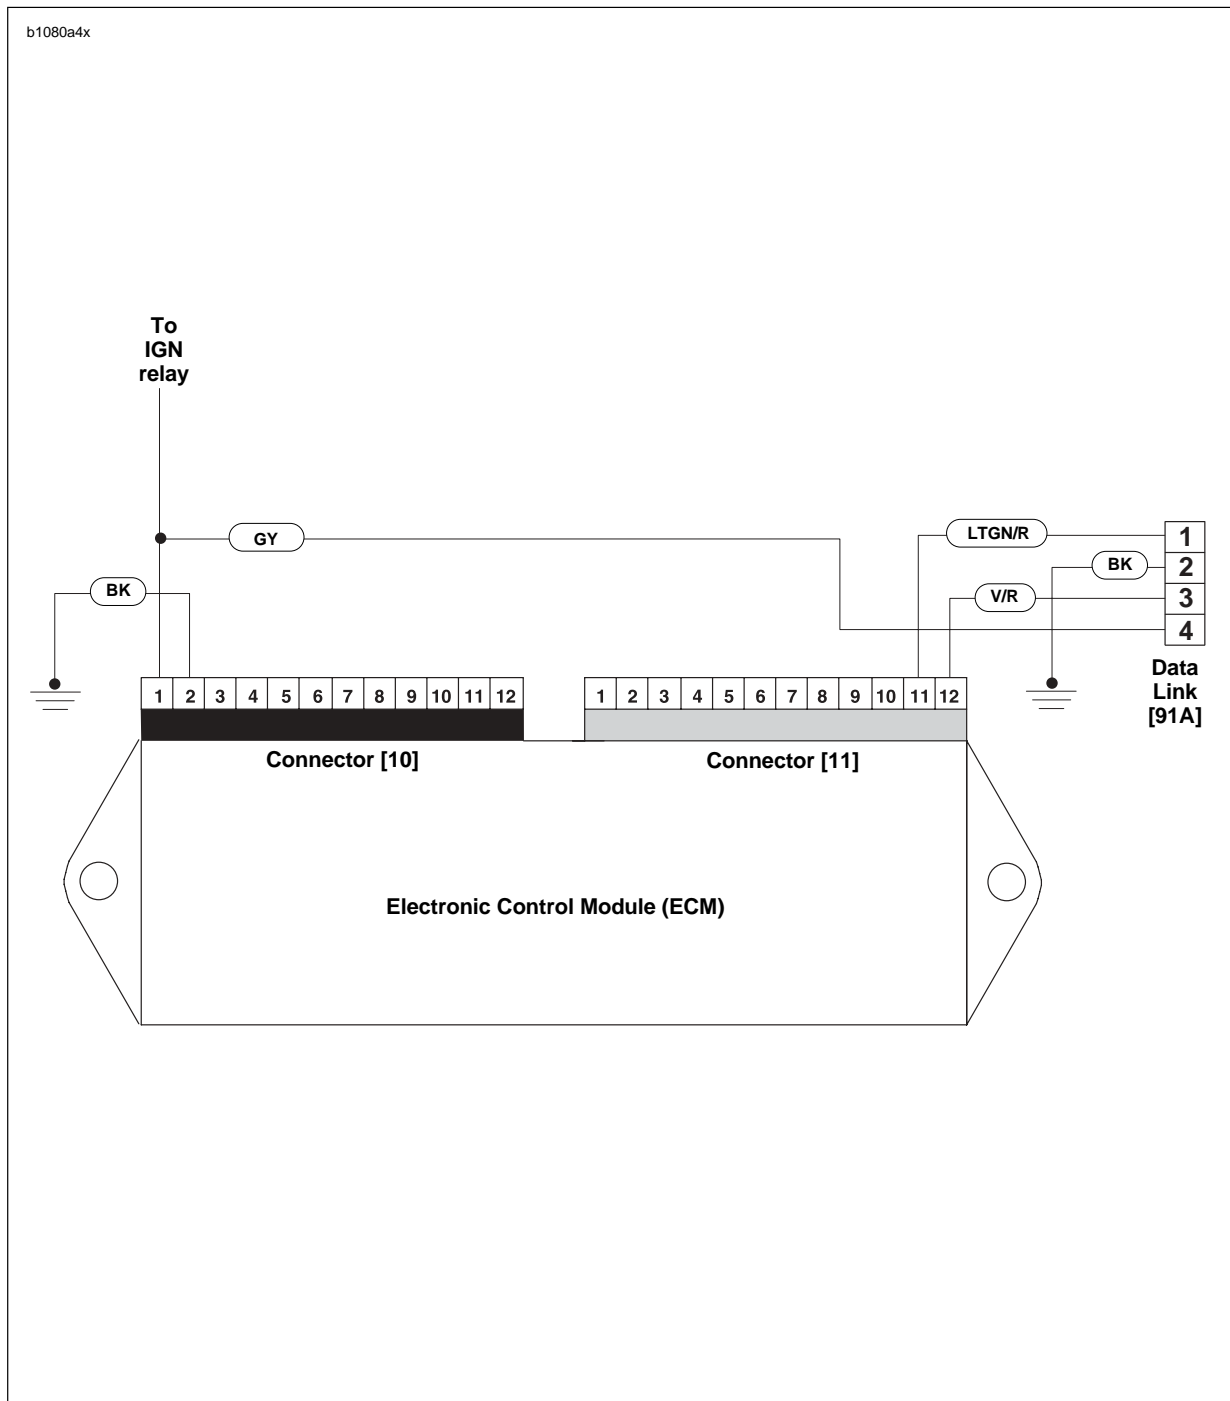 b1080a4x
To
IGN
relay
GY
LTGN/R
1
BK
2
BK
V/R
3
4
Data
Link
[91A]
1 2 3 4 5 6 7 8 9 10 11 12
1 2 3 4 5 6 7 8 9 10 11 12
Connector [10]
Connector [11]
Electronic Control Module (ECM)